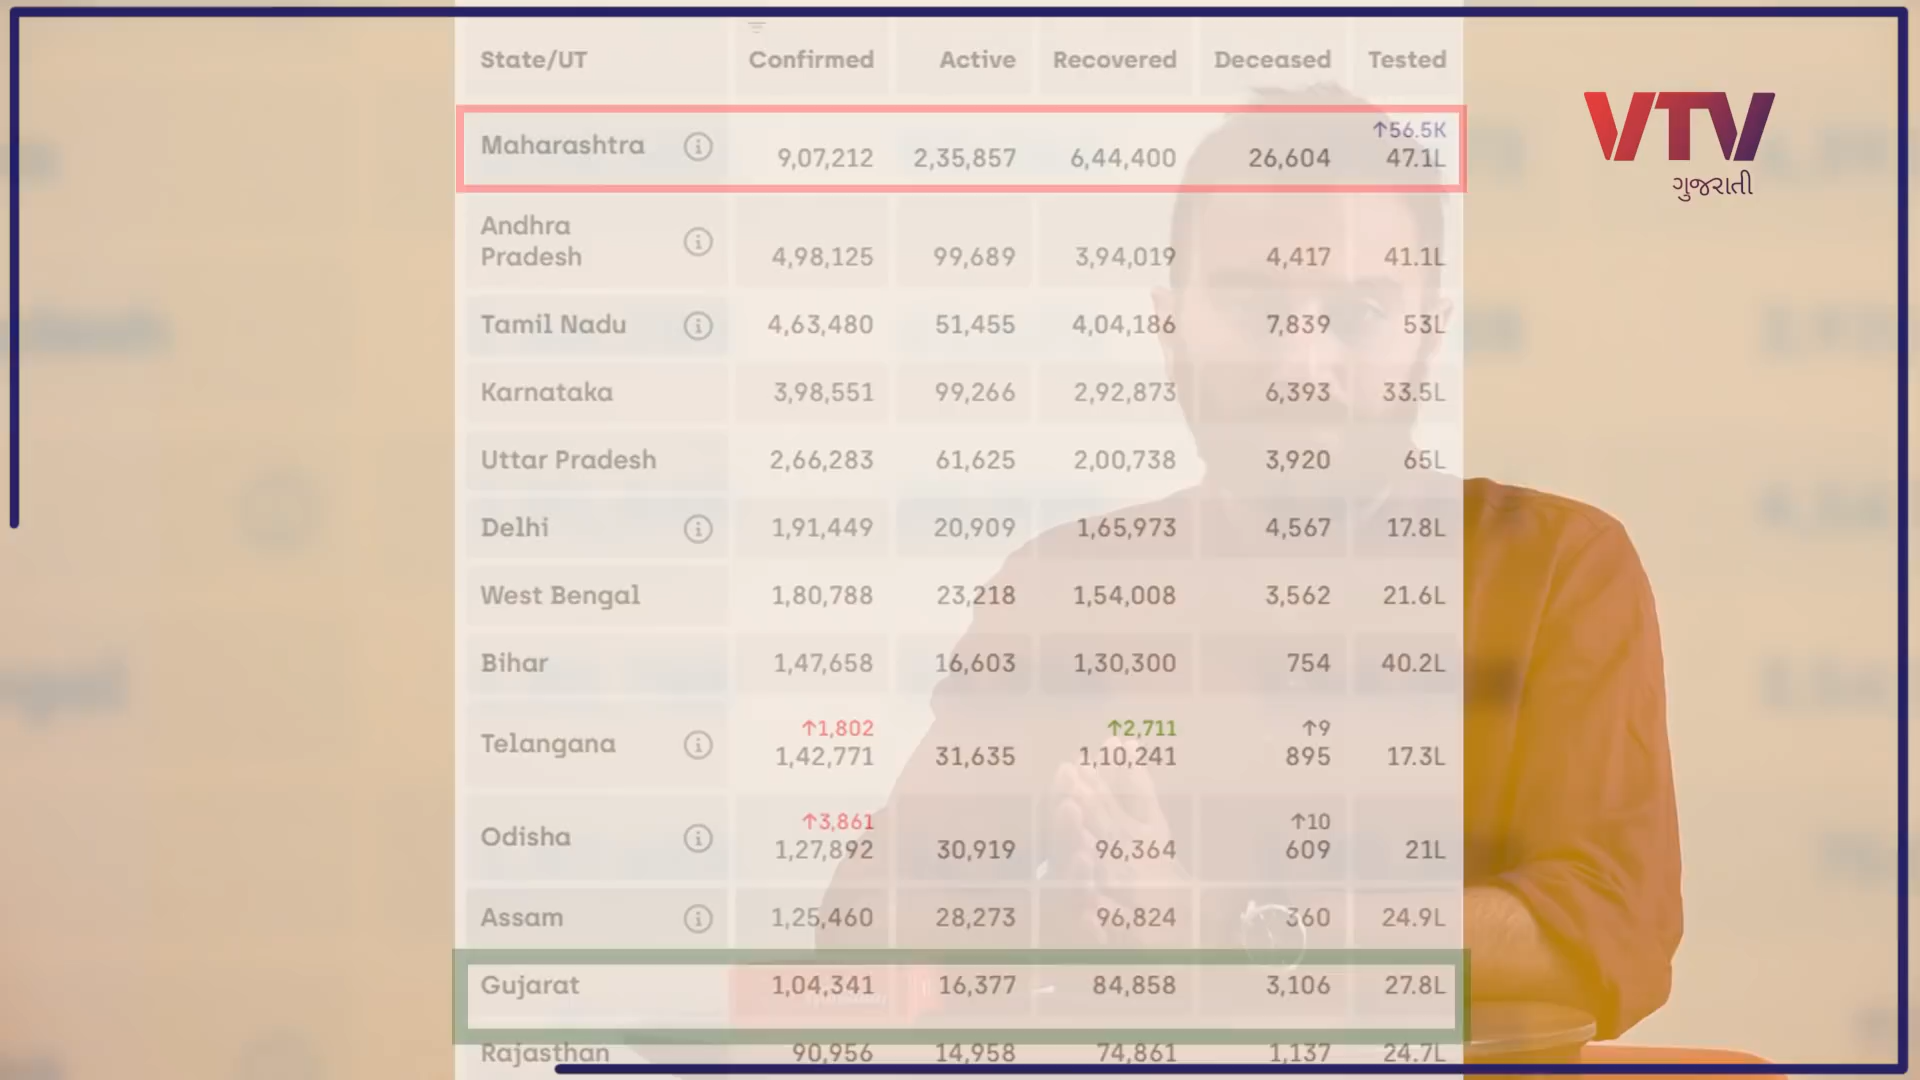 State/UT Confirmed Active Recovered Deceased Tested
VTV
ગુજરાતી
↑56.5K
Maharashtra 9,07,212 2,35,857 6,44,400 26,604 47.1L
Andhra
Pradesh 4,98,125 99,689 3,94,019 4,417 41.1L
Tamil Nadu 4,63,480 51,455 4,04,186 7,839 53L
Karnataka 3,98,551 99,266 2,92,873 6,393 33.5L
Uttar Pradesh 2,66,283 61,625 2,00,738 3,920 65L
Delhi 1,91,449 20,909 1,65,973 4,567 17.8L
West Bengal 1,80,788 23,218 1,54,008 3,562 21.6L
Bihar 1,47,658 16,603 1,30,300 754 40.2L
↑1,802 ↑2,711 ↑9
Telangana 1,42,771 31,635 1,10,241 895 17.3L
↑3,861 ↑10
Odisha 1,27,892 30,919 96,364 609 21L
Assam 1,25,460 28,273 96,824 360 24.9L
Gujarat 1,04,341 16,377 84,858 3,106 27.8L
Rajasthan 90,956 14,958 74,861 1,137 24.7L